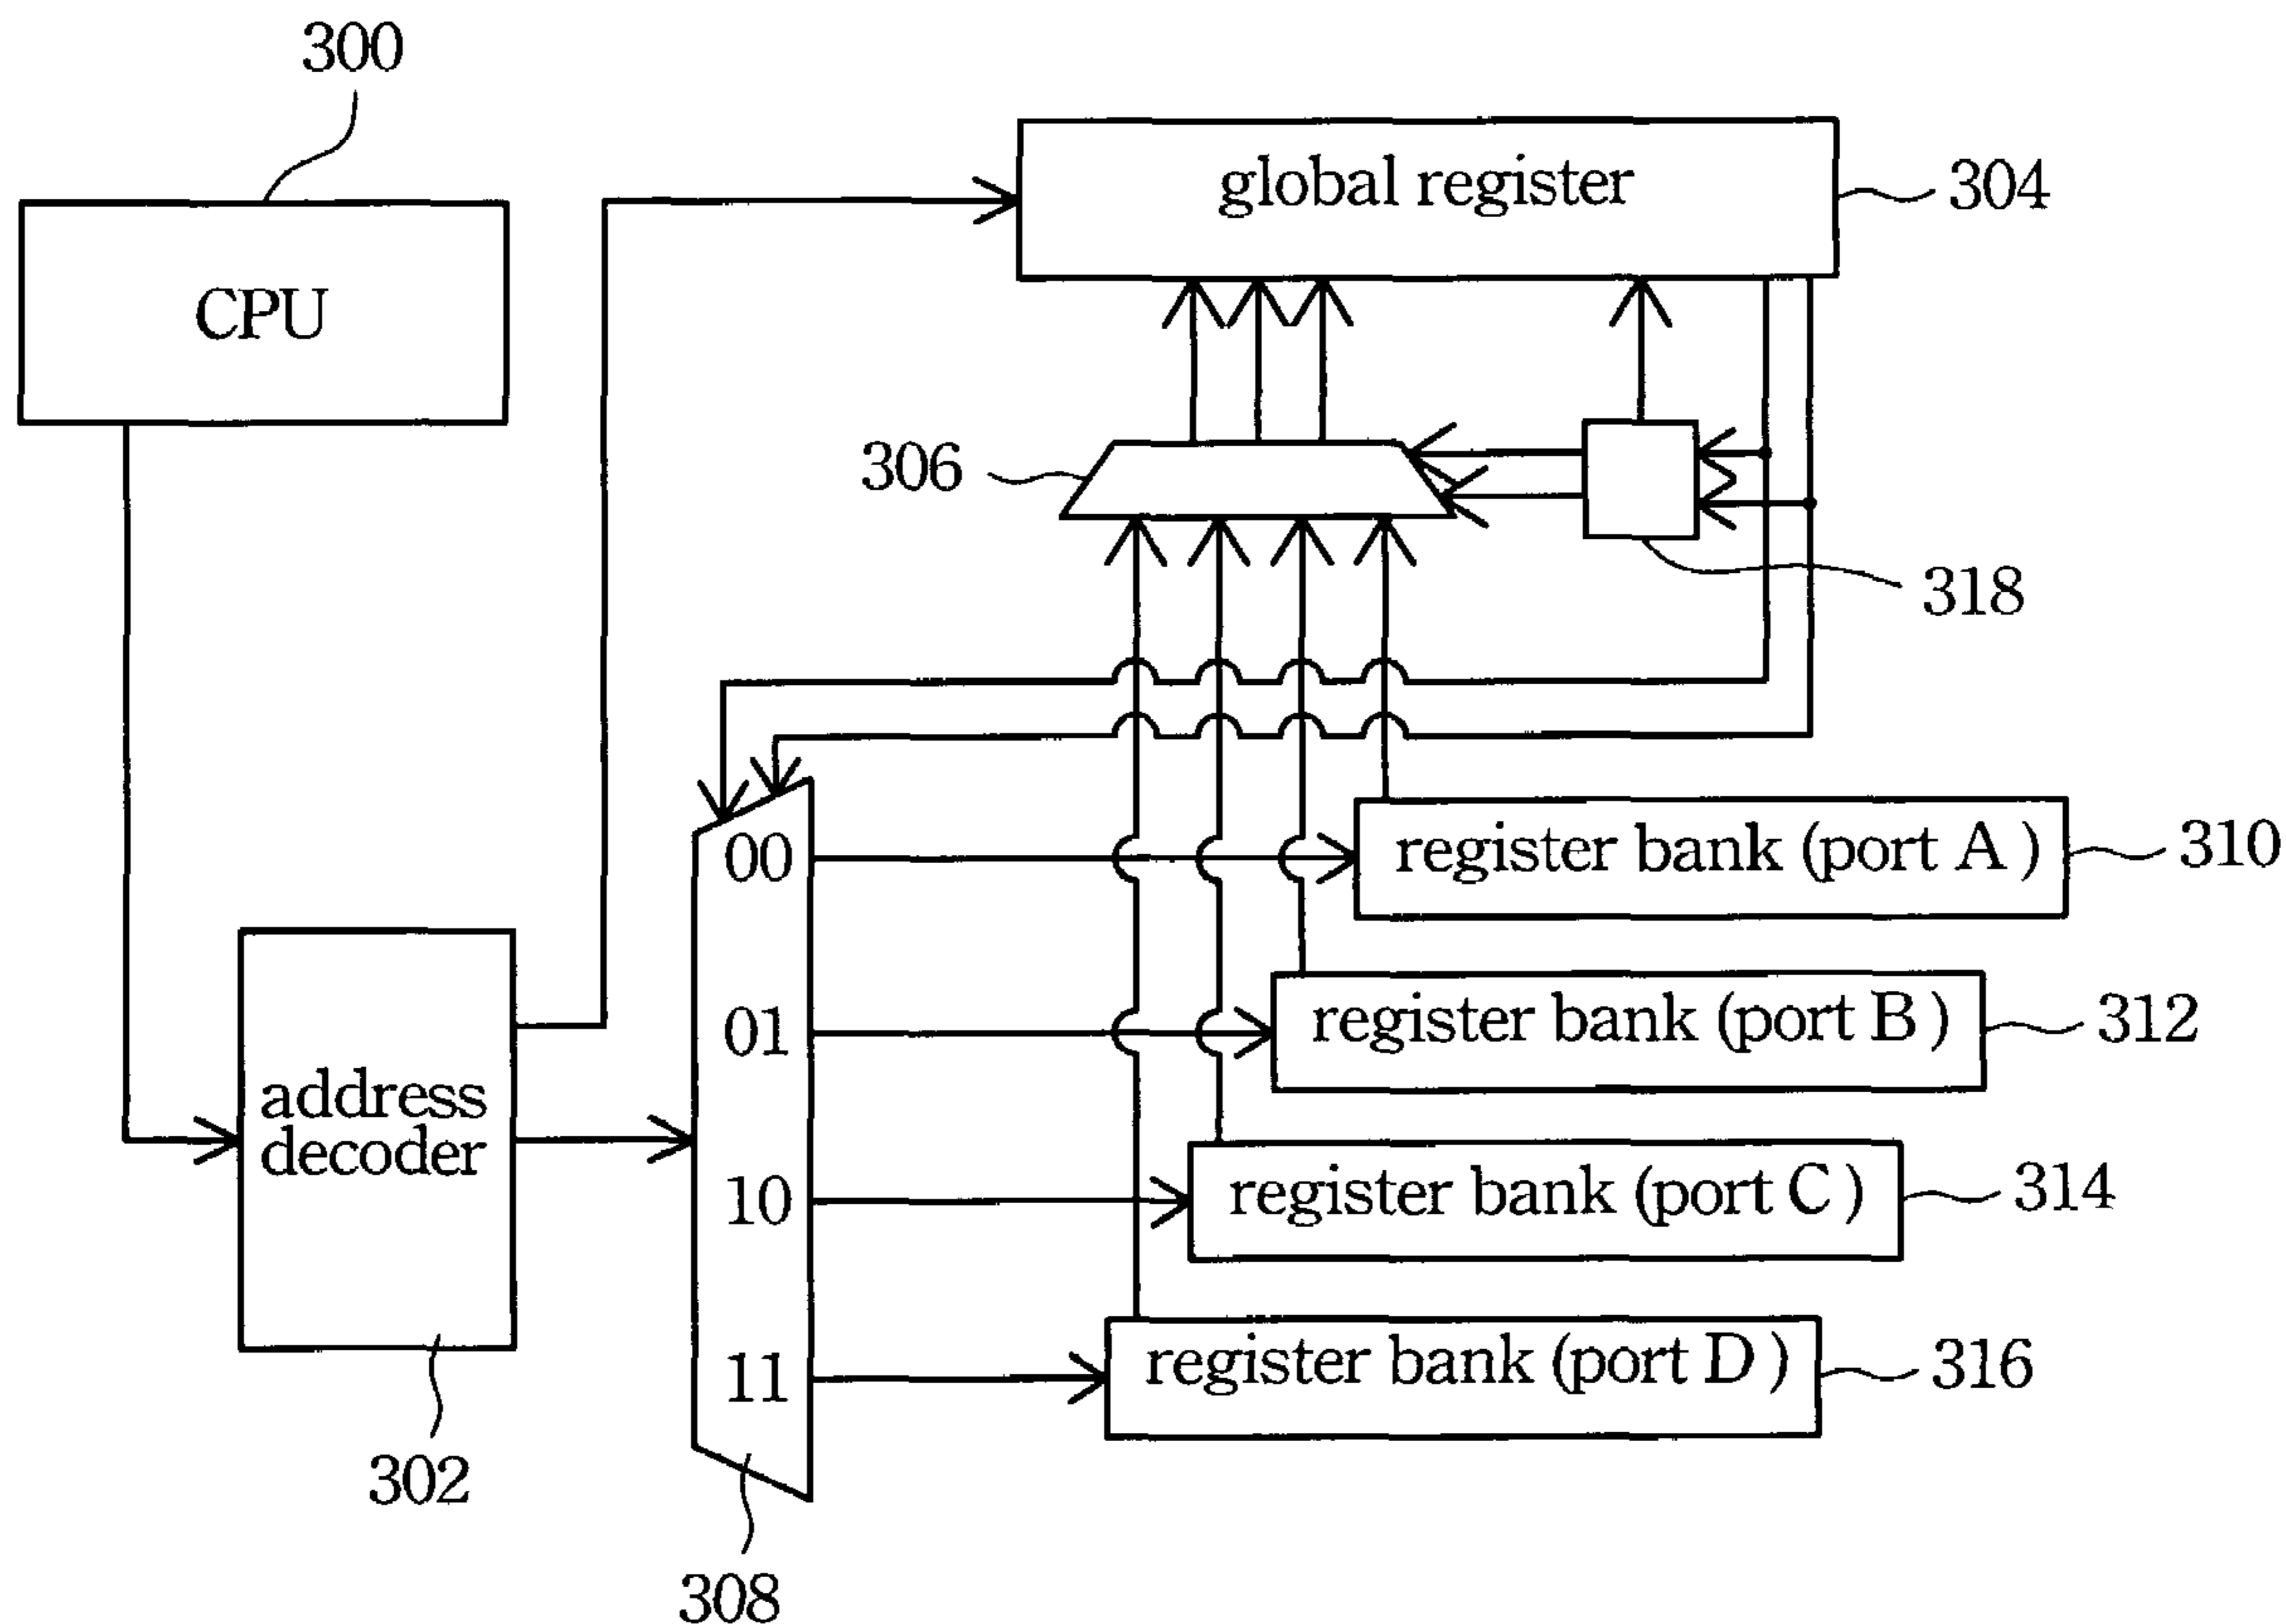 300
global register
304
CPU
306
318
00
register bank (port A)
310
01
register bank (port B)
312
address
decoder
10
register bank (port C)
314
11
register bank (port D)
316
302
308